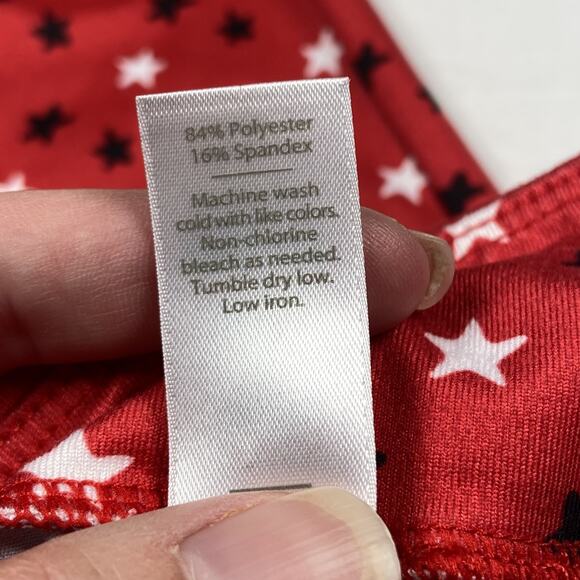 84% Polyester
16% Spandex
Machine wash
cold with like colors.
Non-chlorine
bleach as needed.
Tumble dry low.
Low iron.